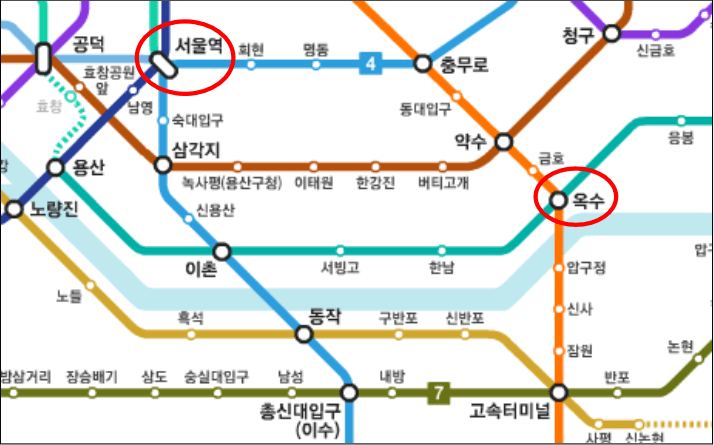 공덕
서울역
회현
명동
4
충무로
청구
신금호
효창공원
앞
효창
남영
숙대입구
동대입구
약수
응봉
삼각지
녹사평(용산구청)
이태원
한강진
버티고개
금호
용산
옥수
노량진
신용산
이촌
서빙고
한남
압구정
압구
노들
흑석
동작
구반포
신반포
신사
잠원
논현
방삼거리
장승배기
상도
숭실대입구
남성
총신대입구
(이수)
내방
7
고속터미널
반포
사평
신논현